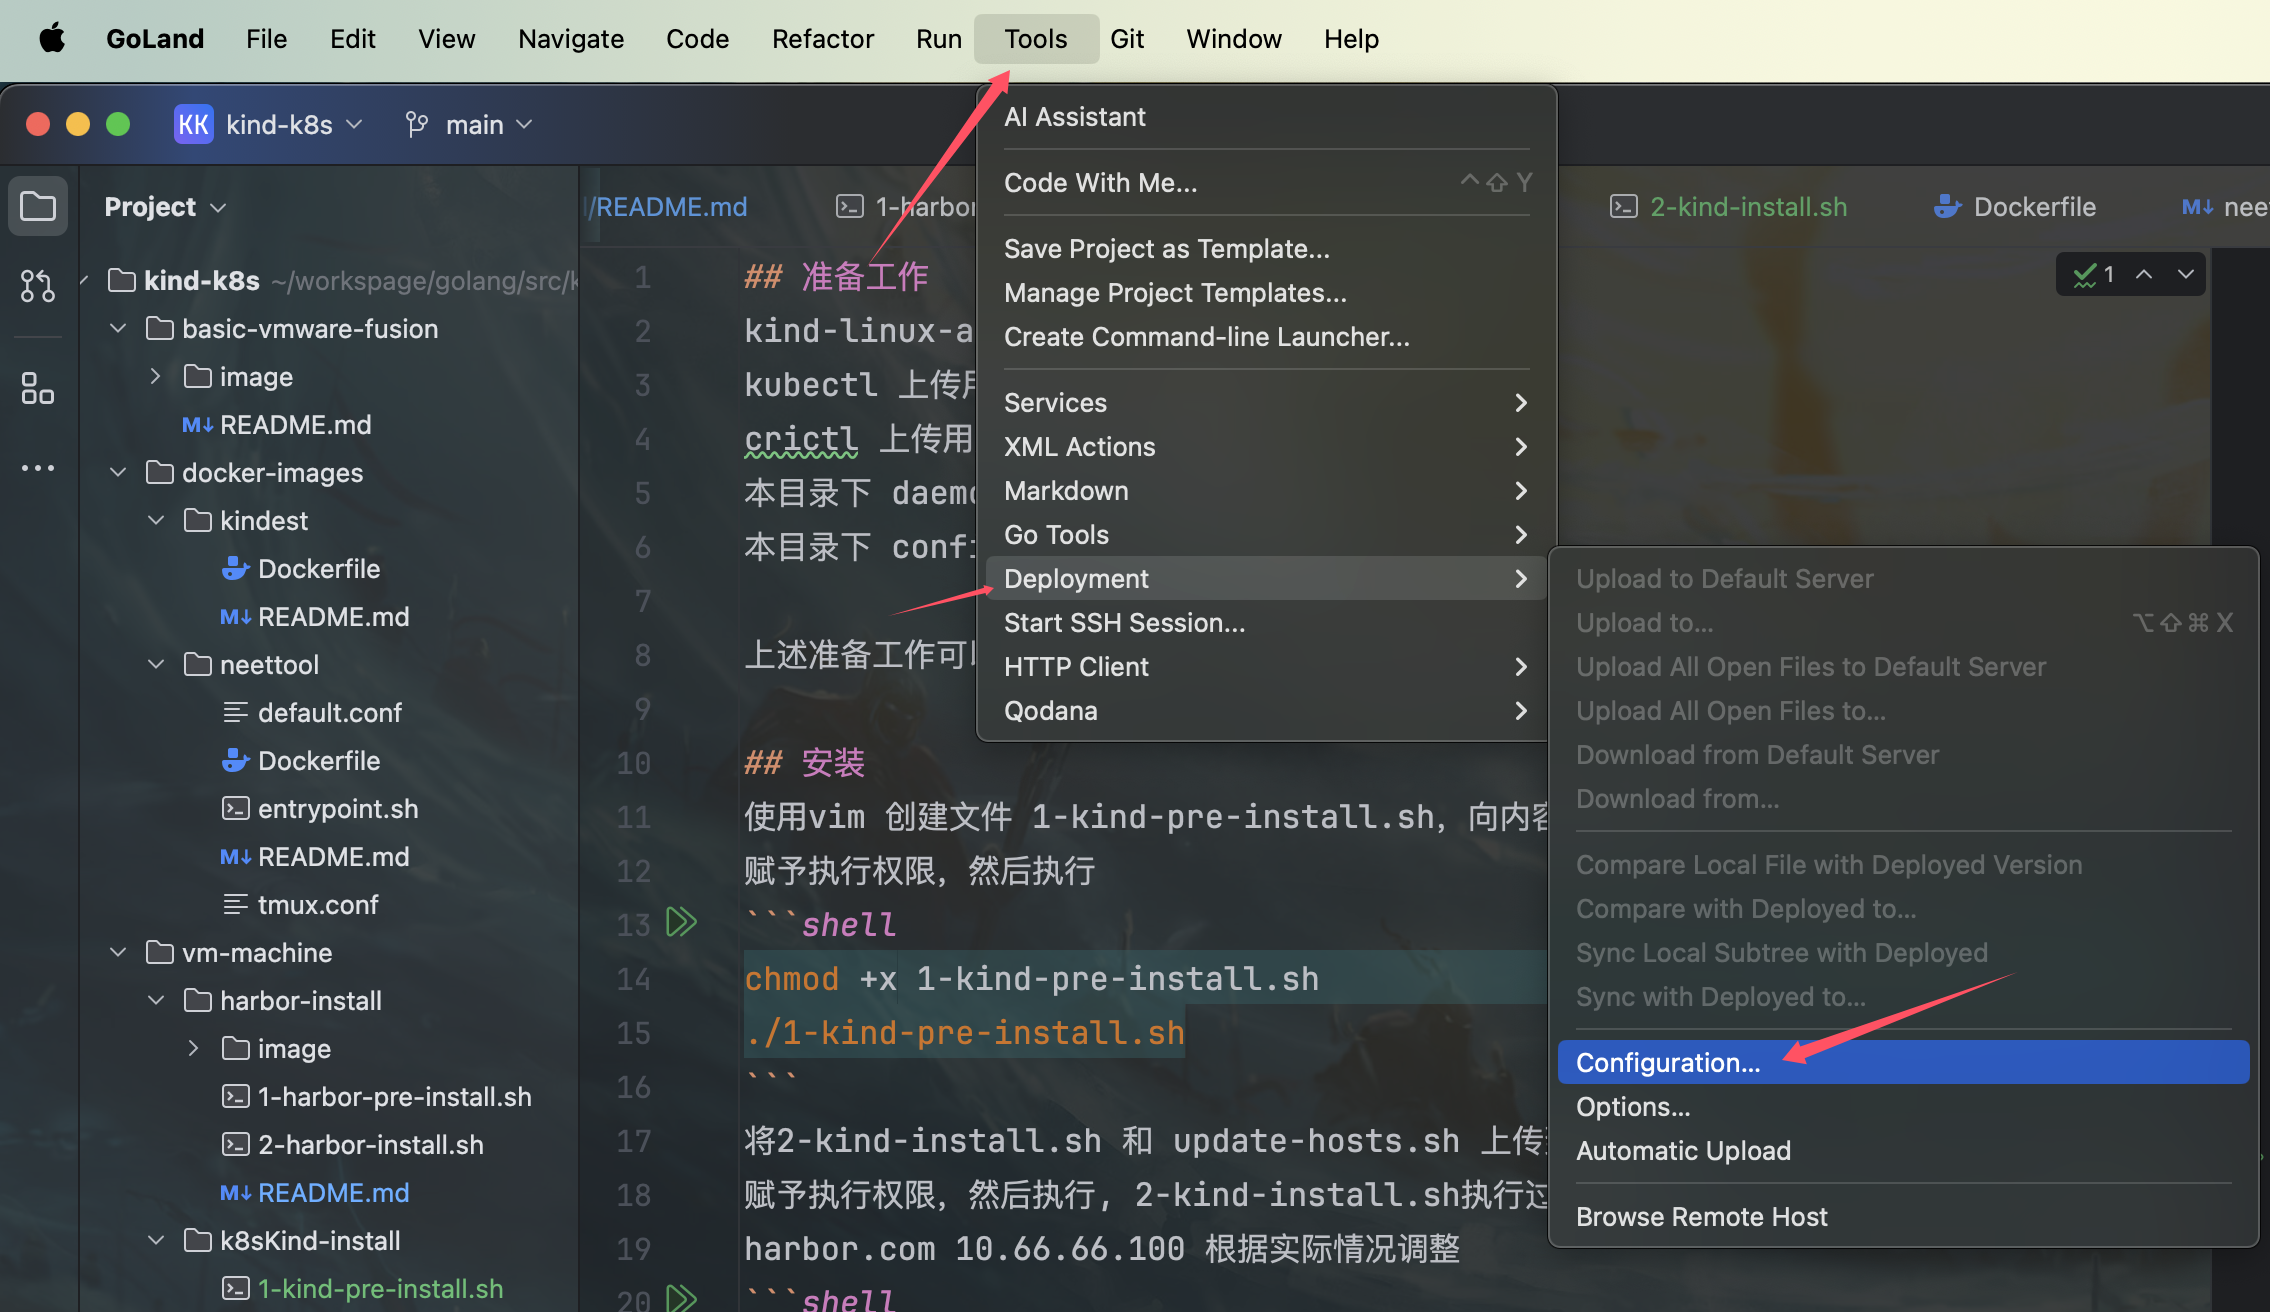 GoLand File Edit View Navigate Code Refactor Run Tools Git Window Help
KK kind-k8s main
Project
kind-k8s ~/workspage/golang/src/k
basic-vmware-fusion
image
README.md
docker-images
kindest
Dockerfile
README.md
neettool
default.conf
Dockerfile
entrypoint.sh
README.md
tmux.conf
vm-machine
harbor-install
image
1-harbor-pre-install.sh
2-harbor-install.sh
README.md
k8sKind-install
1-kind-pre-install.sh
/README.md 1-harbor 2-kind-install.sh Dockerfile neet
1
1 ## 准备工作
2 kind-linux-a
3 kubectl 上传用
4 crictl 上传用
5 本目录下 daemo
6 本目录下 confi
7
8 上述准备工作可以
9
10 ## 安装
11 使用vim 创建文件 1-kind-pre-install.sh，向内容
12 赋予执行权限，然后执行
13 ```shell
14 chmod +x 1-kind-pre-install.sh
15 ./1-kind-pre-install.sh
16 ```
17 将2-kind-install.sh 和 update-hosts.sh 上传
18 赋予执行权限，然后执行, 2-kind-install.sh执行过
19 harbor.com 10.66.66.100 根据实际情况调整
20 ```shell
AI Assistant
Code With Me... ⌃⇧Y
Save Project as Template...
Manage Project Templates...
Create Command-line Launcher...
Services
XML Actions
Markdown
Go Tools
Deployment
Start SSH Session...
HTTP Client
Qodana
Upload to Default Server
Upload to... ⌥⇧⌘X
Upload All Open Files to Default Server
Upload All Open Files to...
Download from Default Server
Download from...
Compare Local File with Deployed Version
Compare with Deployed to...
Sync Local Subtree with Deployed
Sync with Deployed to...
Configuration...
Options...
Automatic Upload
Browse Remote Host